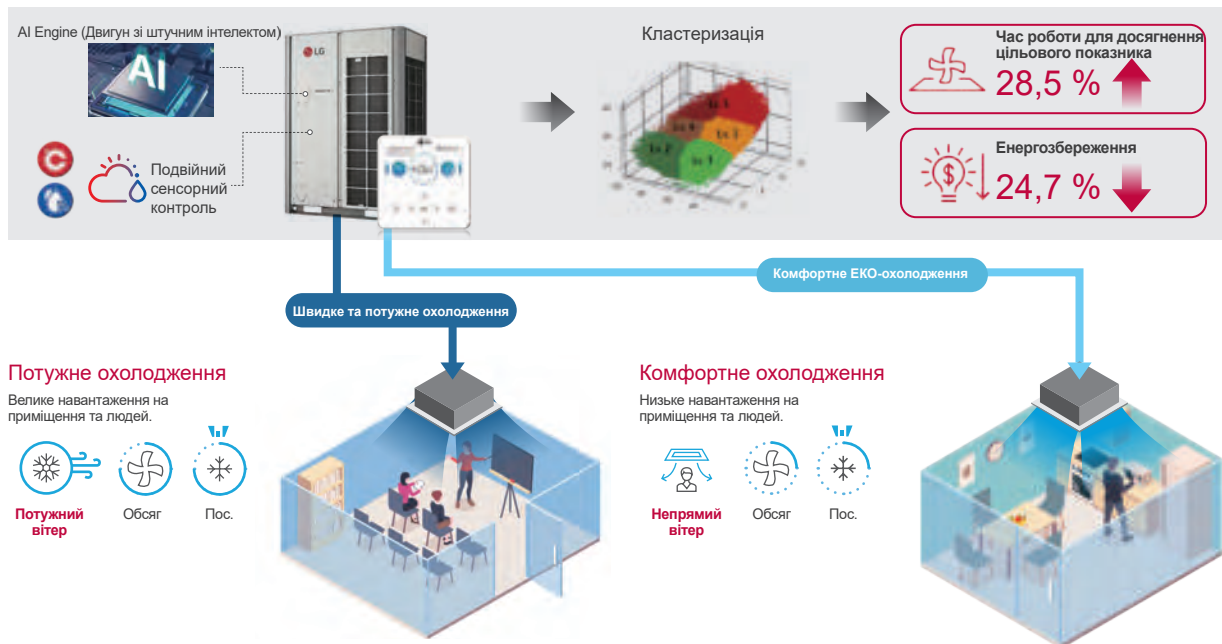 AI Engine (Двигун зі штучним інтелектом)
AI
LG
Подвійний
сенсорний
контроль
Кластеризація
Час роботи для досягнення
цільового показника
28,5 %
Енергозбереження
24,7 %
Комфортне ЕКО-охолодження
Швидке та потужне охолодження
Потужне охолодження
Велике навантаження на
приміщення та людей.
Потужний
вітер
Обсяг
Пос.
Комфортне охолодження
Низьке навантаження на
приміщення та людей.
Непрямий
вітер
Обсяг
Пос.